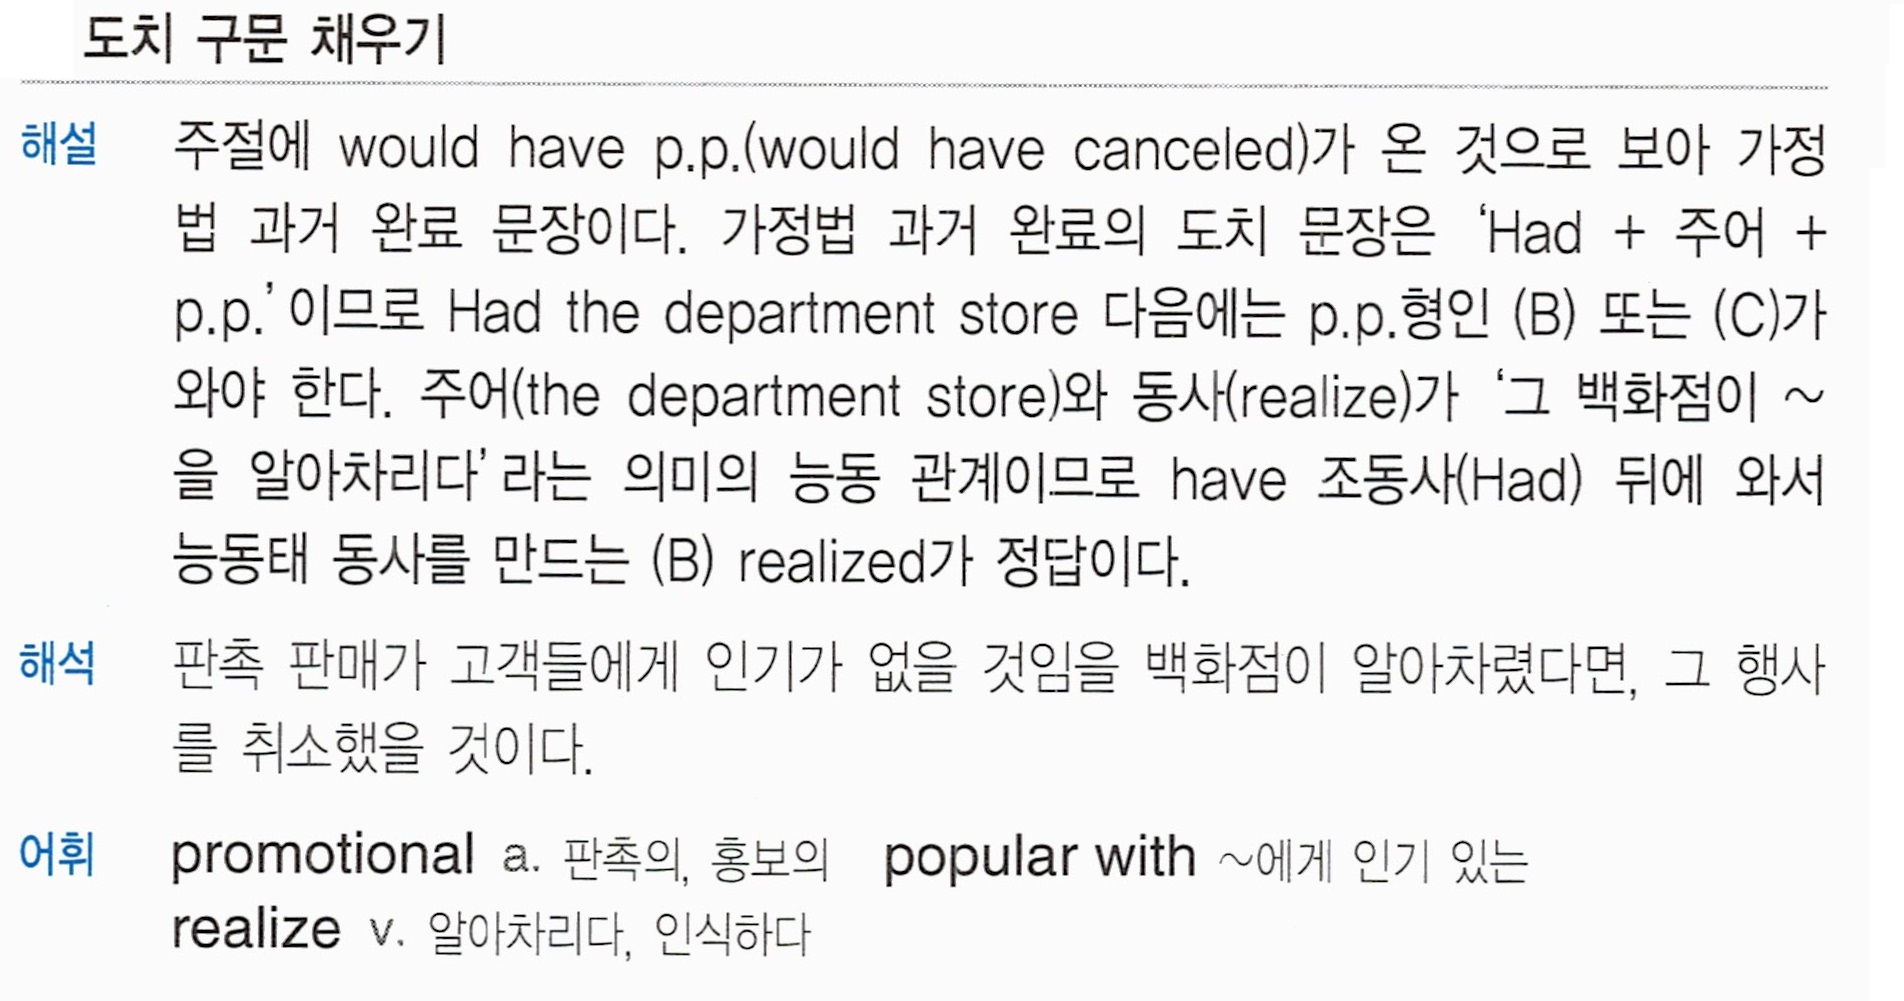 도치 구문 채우기
해설 주절에 would have p.p.(would have canceled)가 온 것으로 보아 가정
법 과거 완료 문장이다. 가정법 과거 완료의 도치 문장은 ‘Had + 주어 +
p.p.’이므로 Had the department store 다음에는 p.p.형인 (B) 또는 (C)가
와야 한다. 주어(the department store)와 동사(realize)가 ‘그 백화점이 ~
을 알아차리다’라는 의미의 능동 관계이므로 have 조동사(Had) 뒤에 와서
능동태 동사를 만드는 (B) realized가 정답이다.
해석 판촉 판매가 고객들에게 인기가 없을 것임을 백화점이 알아차렸다면, 그 행사
를 취소했을 것이다.
어휘 promotional a. 판촉의, 홍보의 popular with ~에게 인기 있는
realize v. 알아차리다, 인식하다